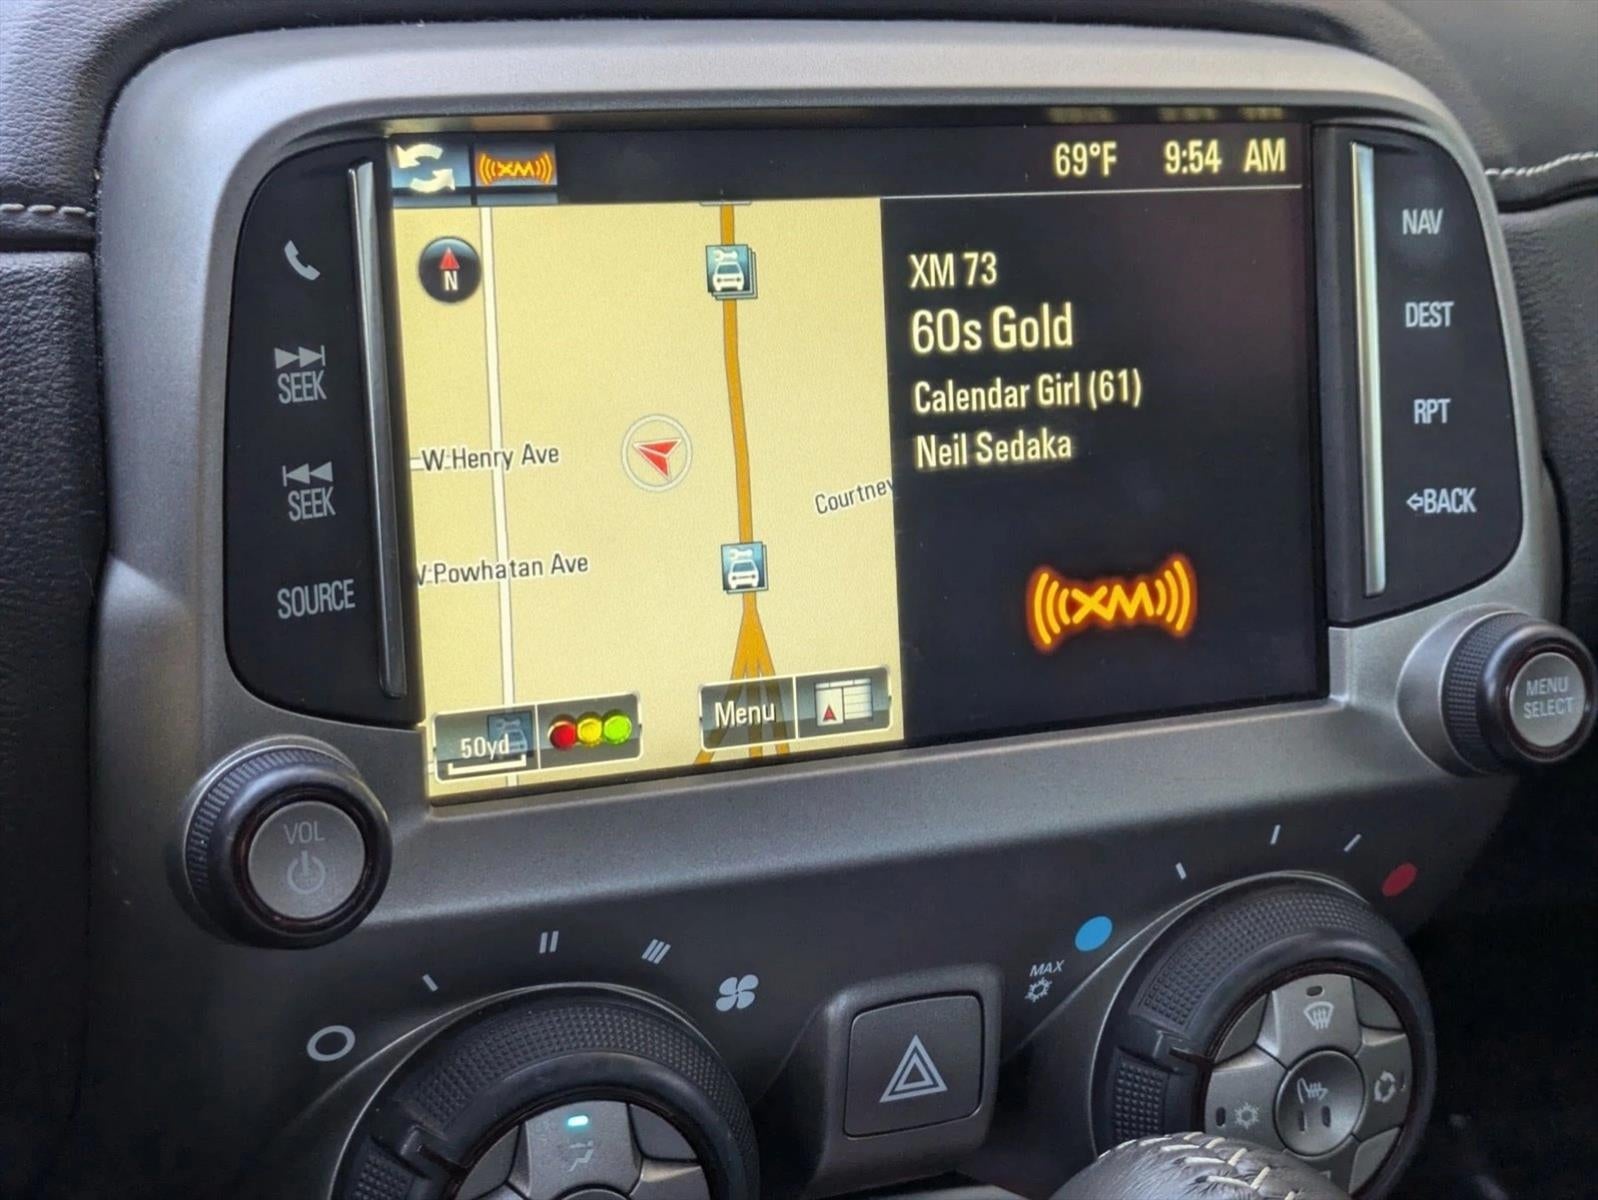 XM
69°F 9:54 AM
N
XM 73
60s Gold
Calendar Girl (61)
Neil Sedaka
XM
W Henry Ave
Courtney
Powhatan Ave
50yd
Menu
SEEK
SEEK
SOURCE
VOL
NAV
DEST
RPT
BACK
MENU
SELECT
MAX